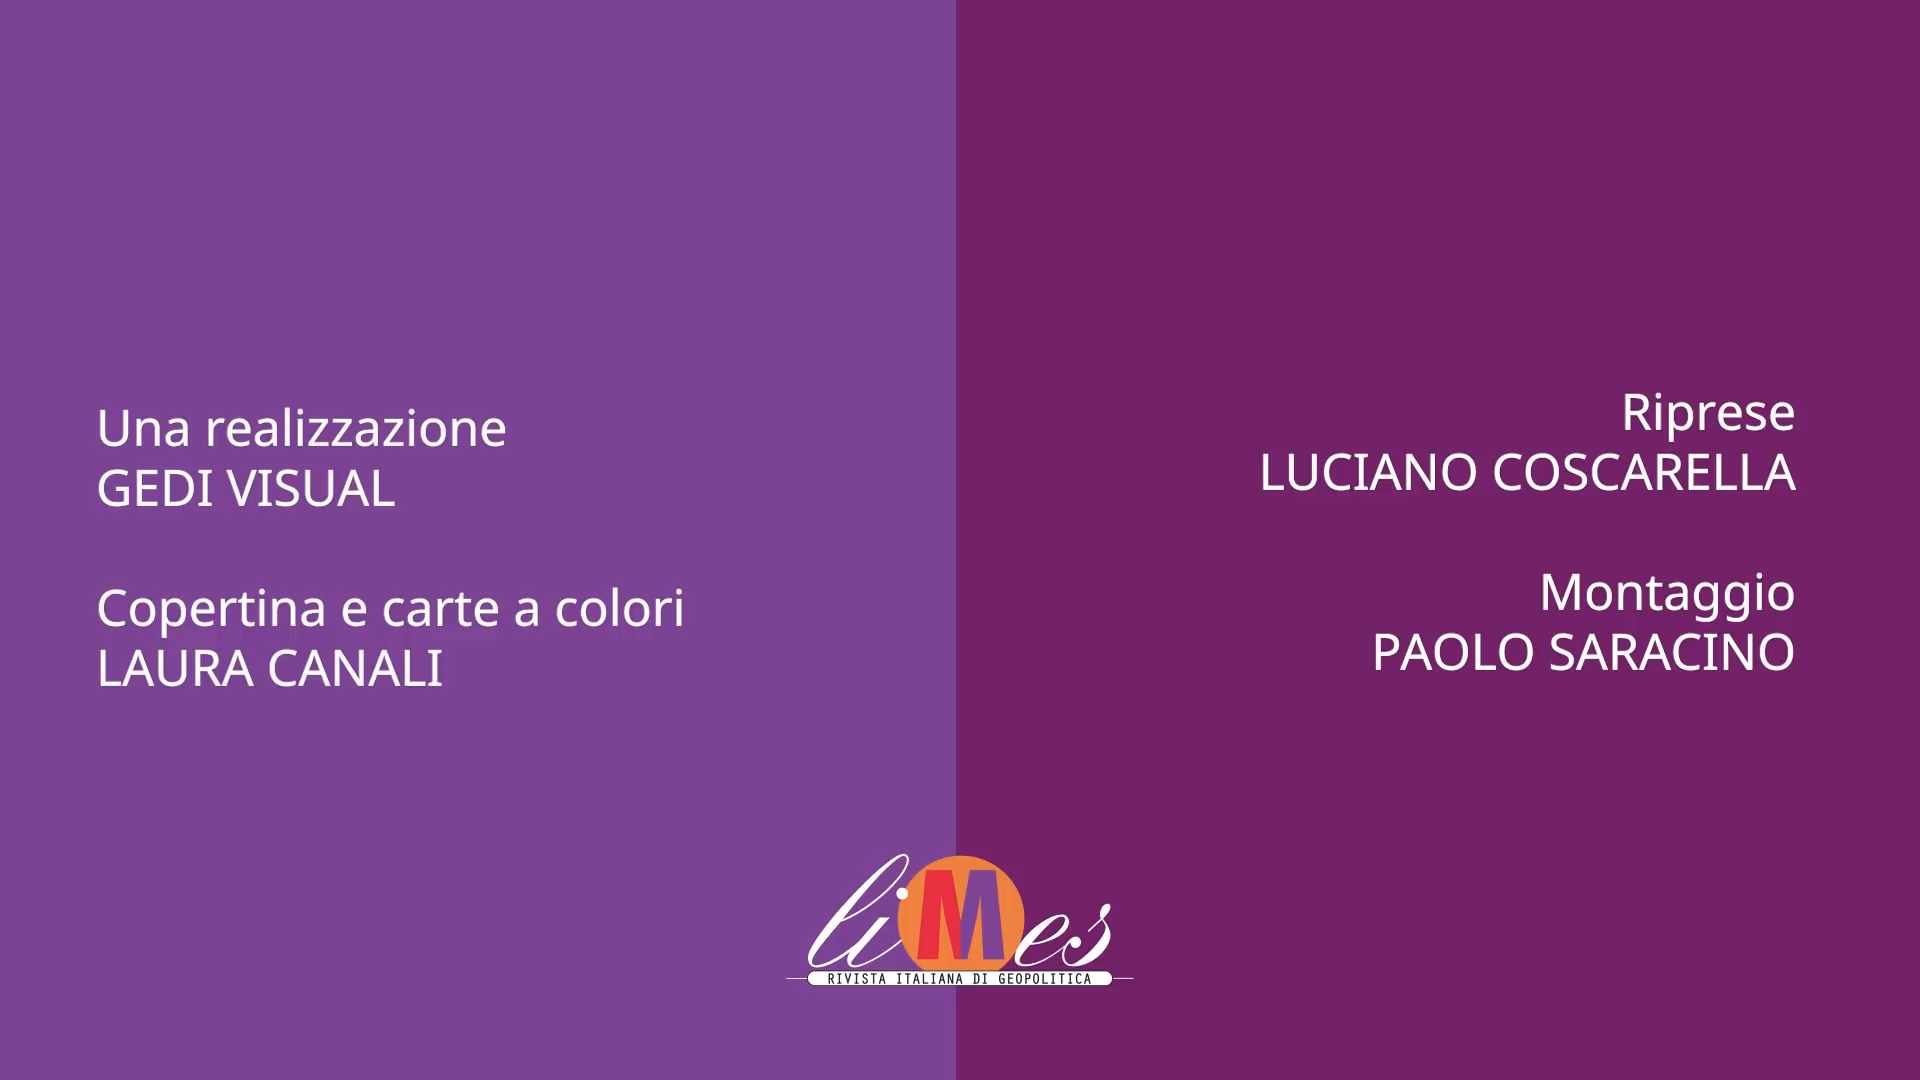 Una realizzazione
GEDI VISUAL
Copertina e carte a colori
LAURA CANALI
Riprese
LUCIANO COSCARELLA
Montaggio
PAOLO SARACINO
liMes
RIVISTA ITALIANA DI GEOPOLITICA